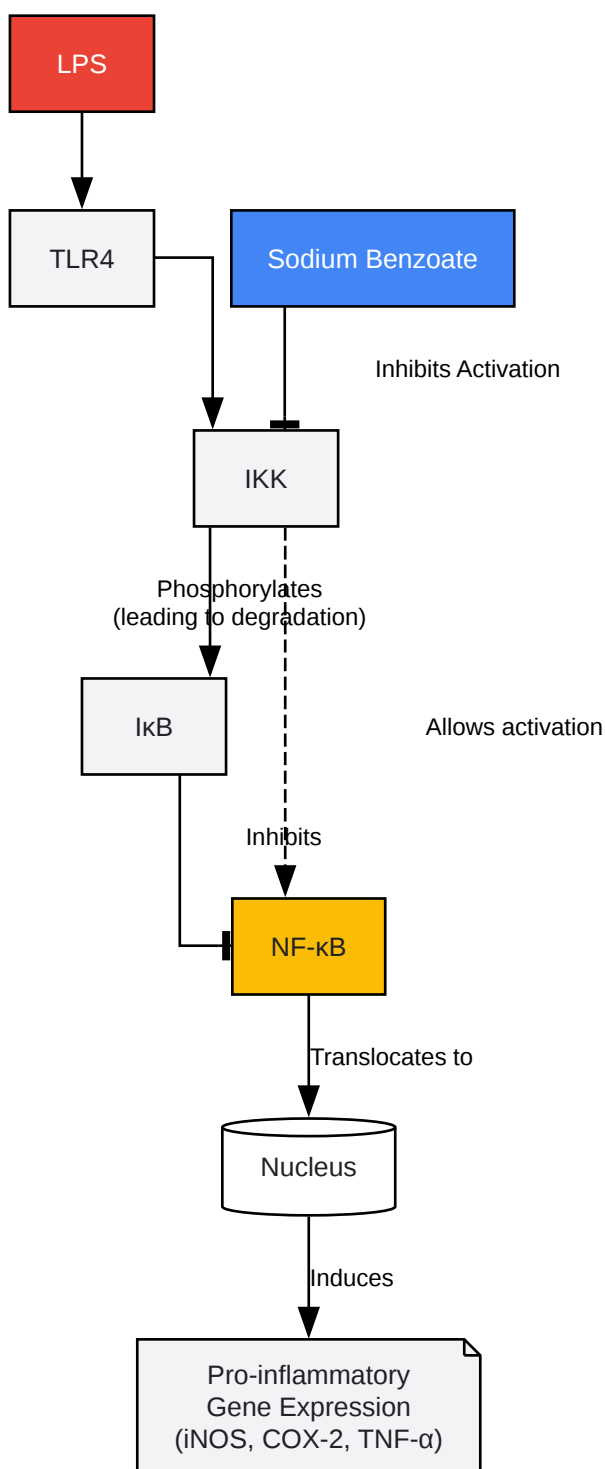 LPS
TLR4
Sodium Benzoate
Inhibits Activation
IKK
Phosphorylates
(leading to degradation)
IκB
Allows activation
Inhibits
NF-κB
Translocates to
Nucleus
Induces
Pro-inflammatory
Gene Expression
(iNOS, COX-2, TNF-α)